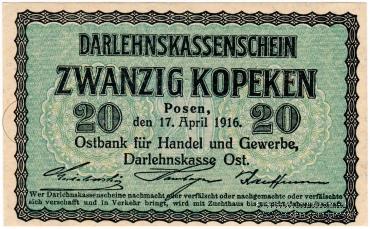 DARLEHNSKASSENSCHEIN
ZWANZIG KOPEKEN
20 Posen, 20
den 17. April 1916.
Ostbank für Handel und Gewerbe,
Darlehnskasse Ost.
Wer Darlehnskassenscheine nachmacht oder verfälscht oder nachgemachte oder verfälschte
sich verschafft und in Verkehr bringt, wird mit Zuchthaus bis zu